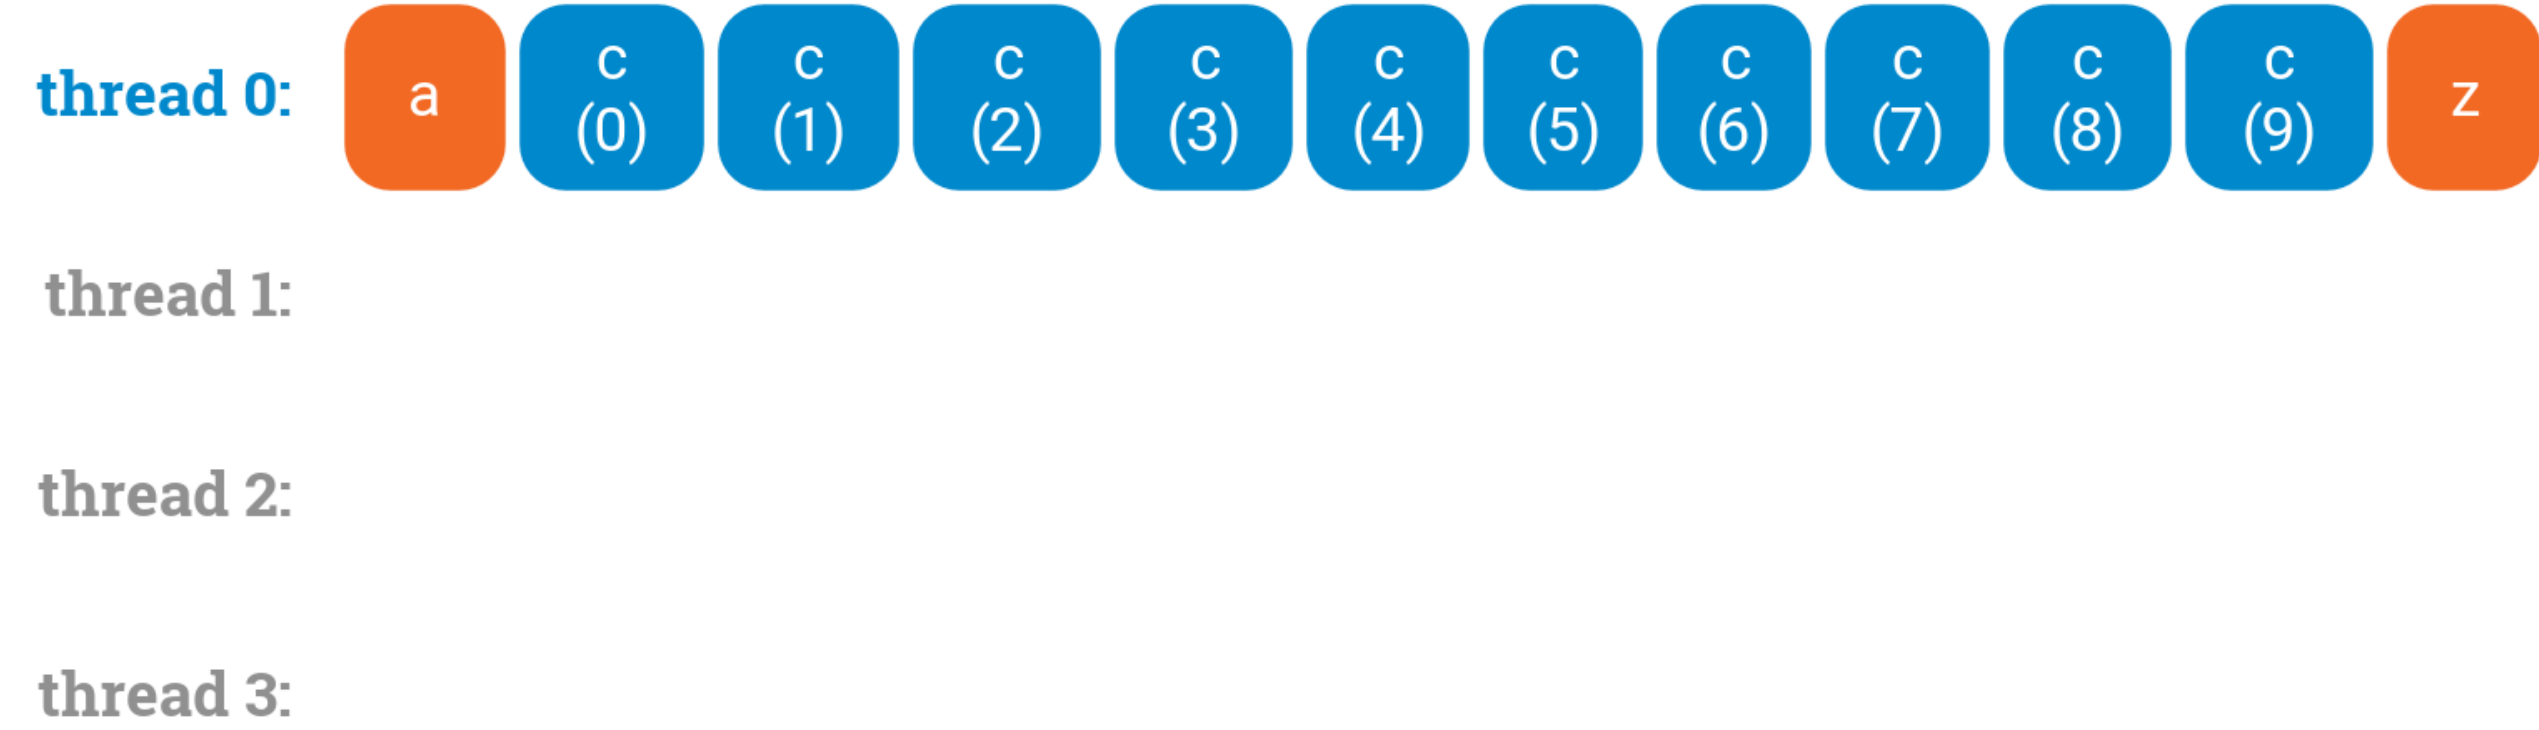 thread 0:
a
c
(0)
c
(1)
c
(2)
c
(3)
c
(4)
c
(5)
c
(6)
c
(7)
c
(8)
c
(9)
z
thread 1:
thread 2:
thread 3: